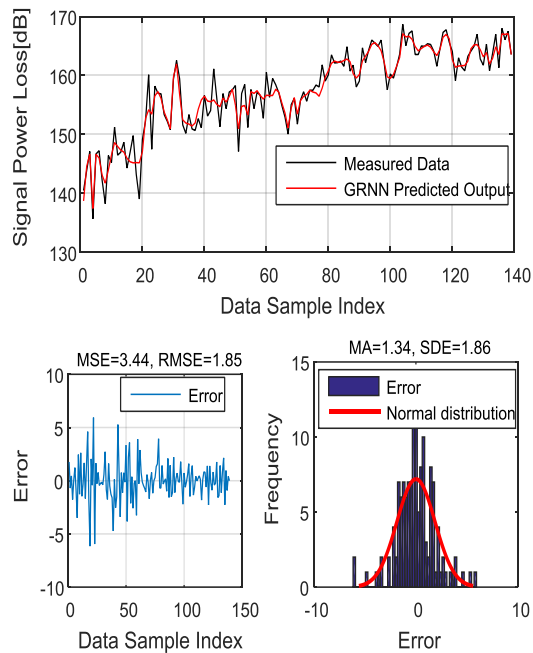 Signal Power Loss[dB]
170
160
150
140
130
Measured Data
GRNN Predicted Output
0 20 40 60 80 100 120 140
Data Sample Index
MSE=3.44, RMSE=1.85
Error
10
5
0
-5
-10
Error
0 50 100 150
Data Sample Index
MA=1.34, SDE=1.86
Frequency
15
10
5
0
Error
Normal distribution
-10 0 10
Error